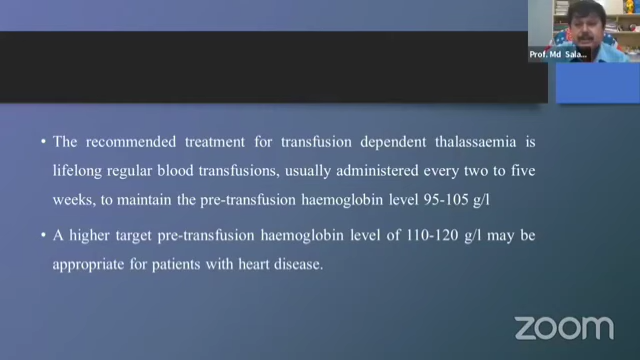 Prof. Md Sala...
• The recommended treatment for transfusion dependent thalassaemia is
lifelong regular blood transfusions, usually administered every two to five
weeks, to maintain the pre-transfusion haemoglobin level 95-105 g/l
• A higher target pre-transfusion haemoglobin level of 110-120 g/l may be
appropriate for patients with heart disease.
zoom